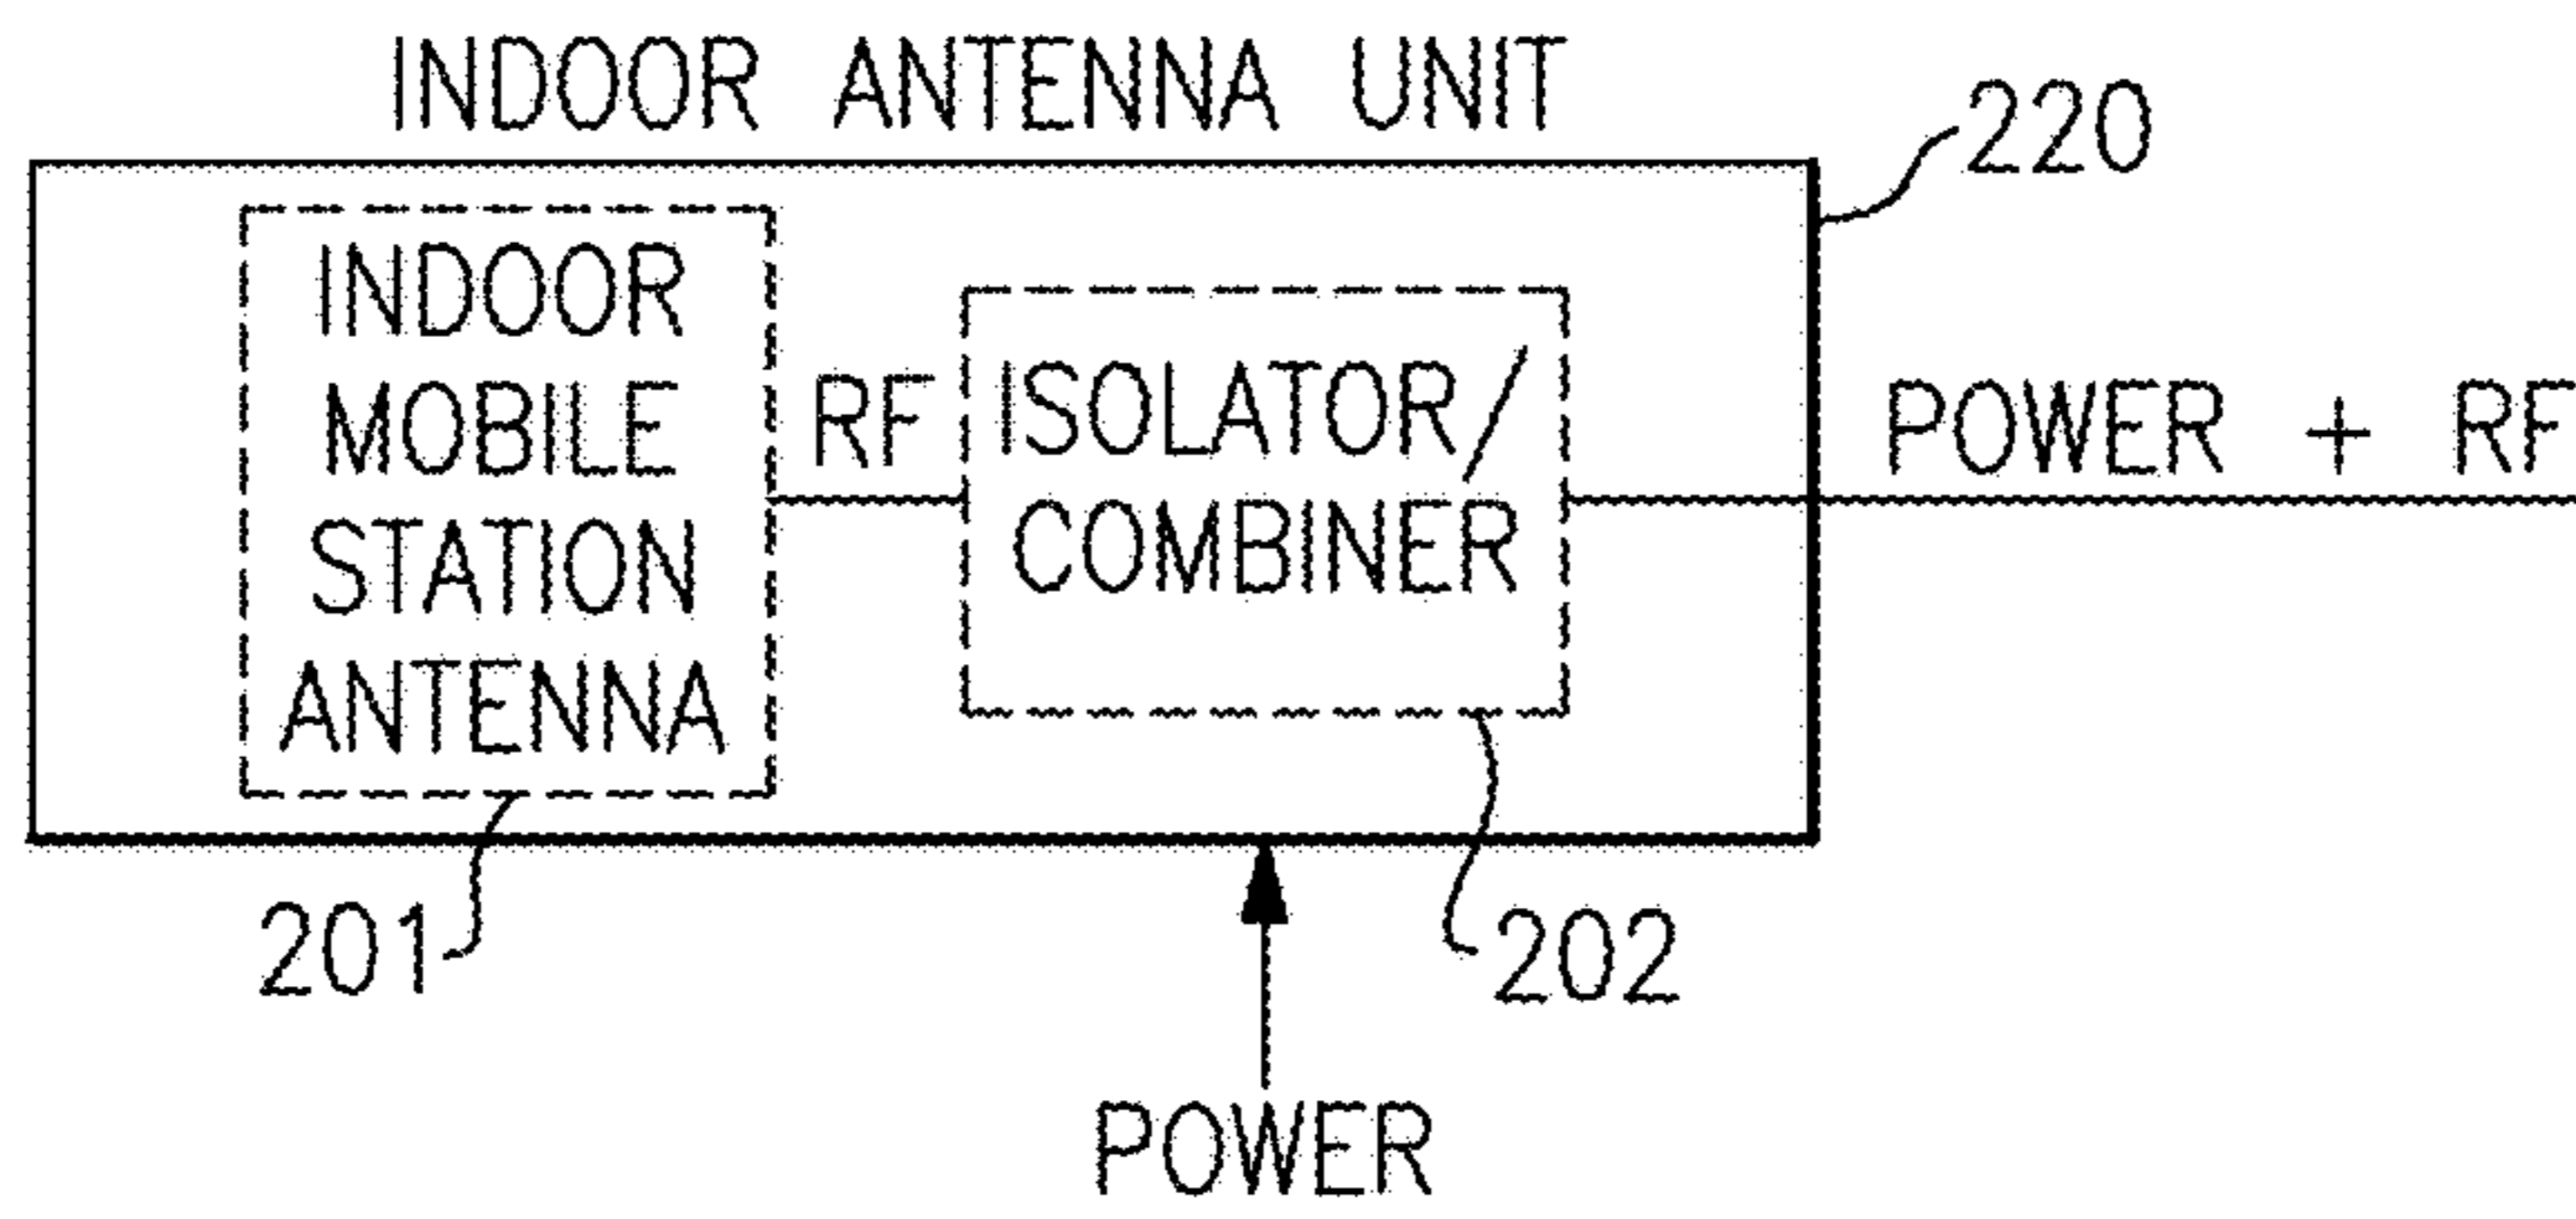 INDOOR ANTENNA UNIT
220
INDOOR
MOBILE
STATION
ANTENNA
RF
ISOLATOR/
COMBINER
POWER + RF
201
202
POWER